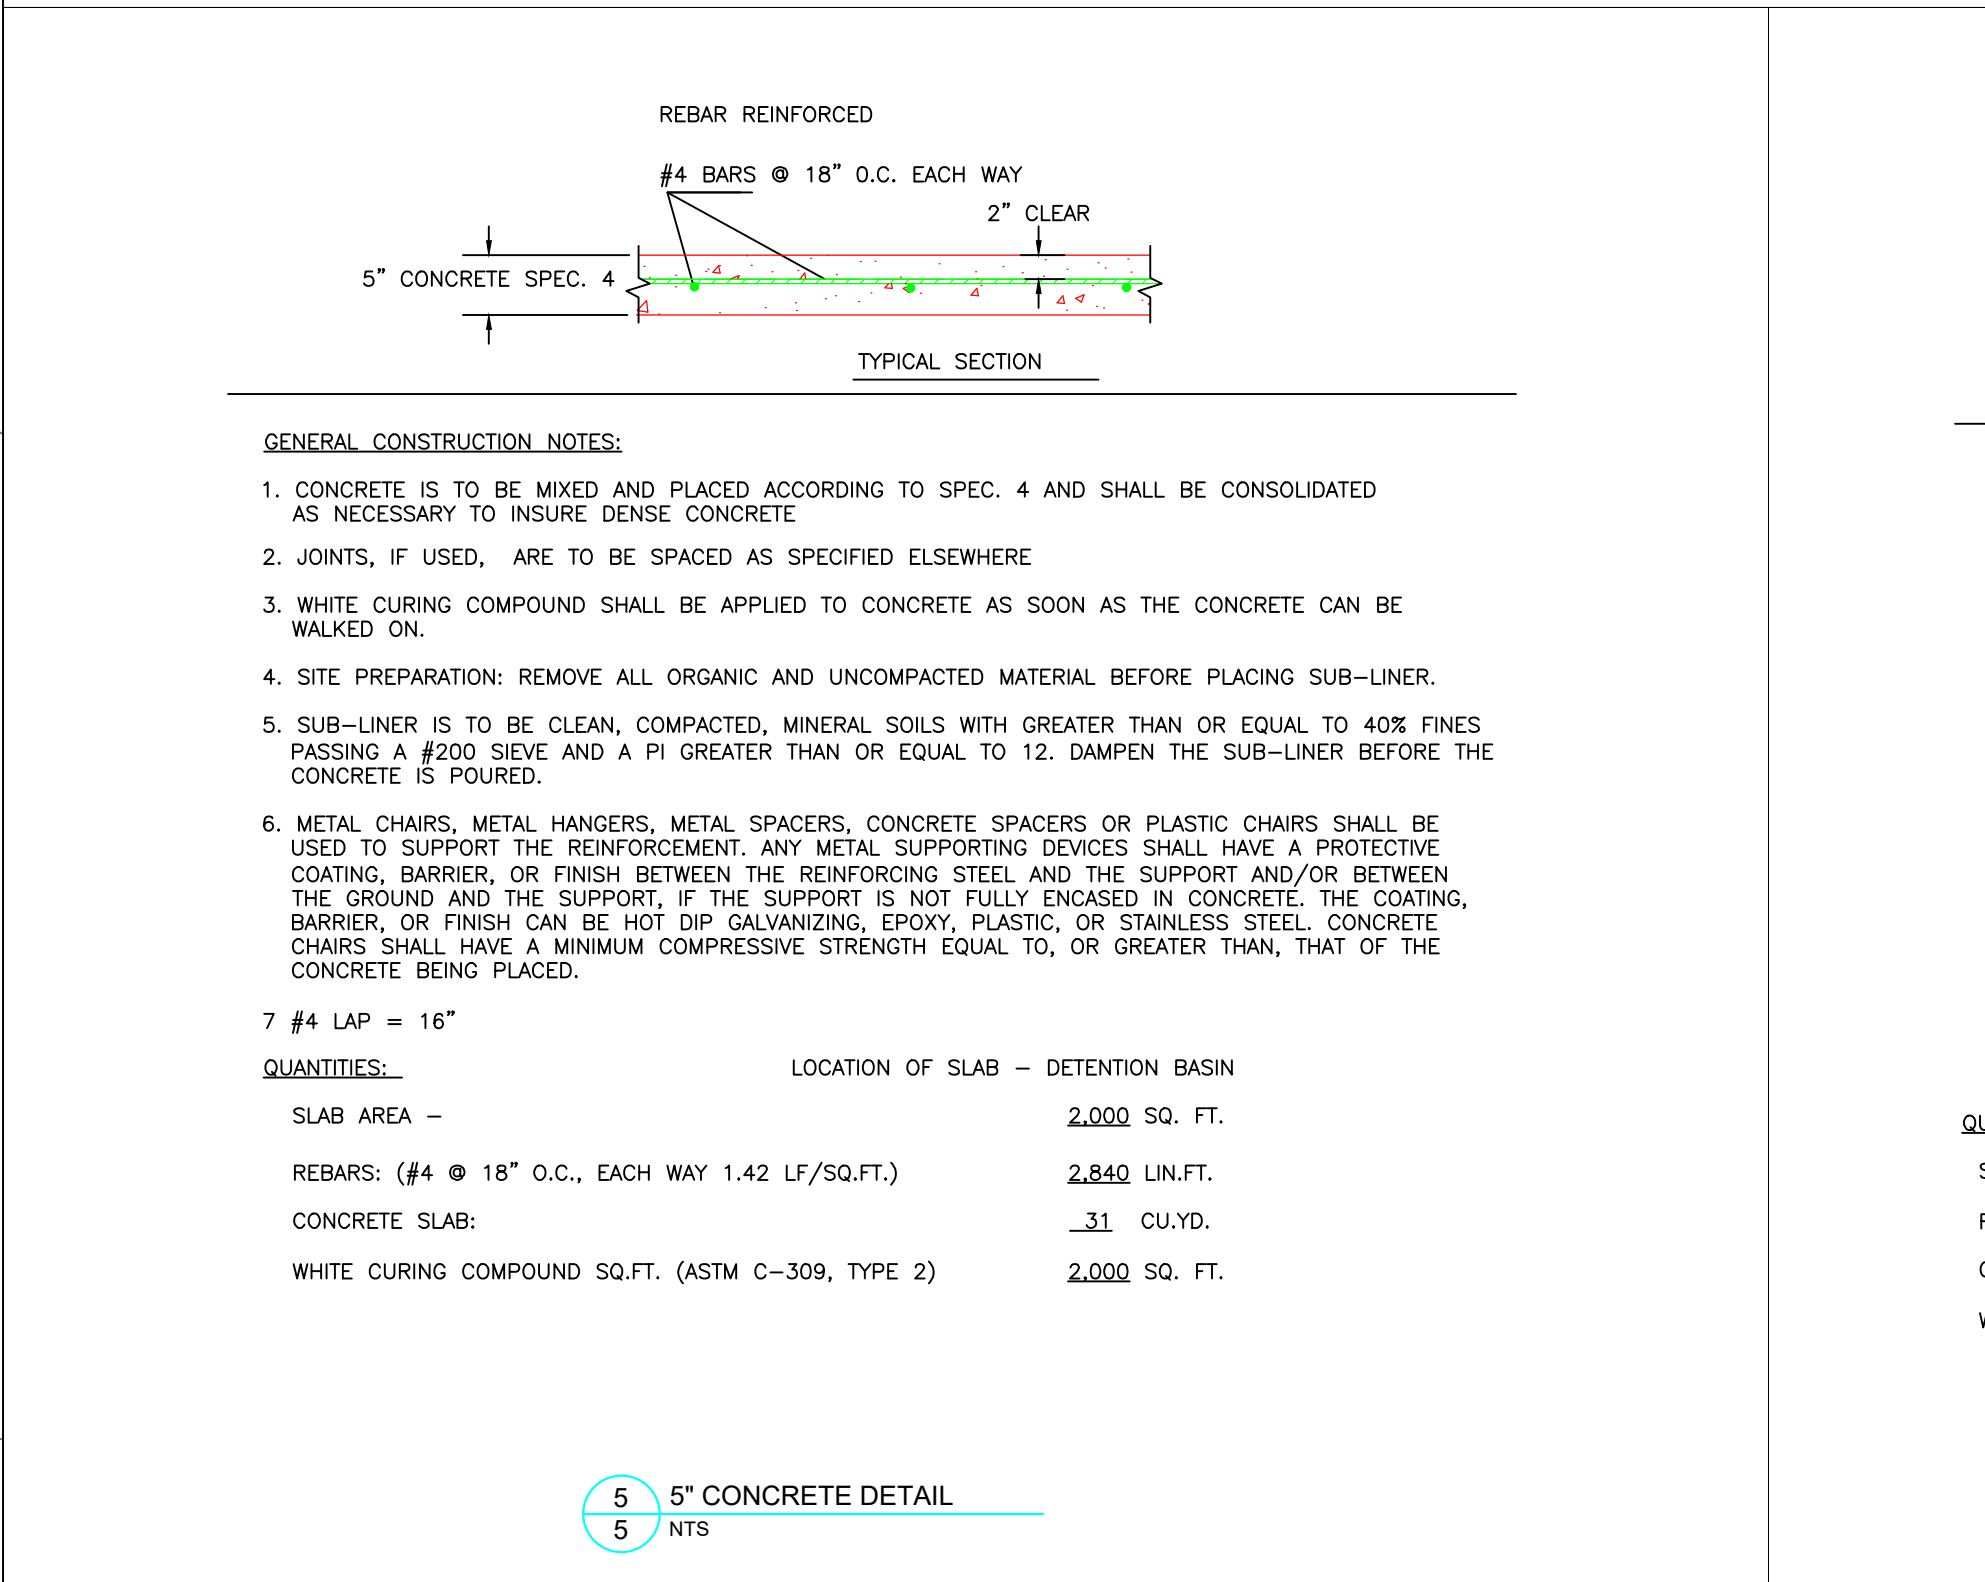 REBAR REINFORCED
#4 BARS @ 18” O.C. EACH WAY
2” CLEAR
5” CONCRETE SPEC. 4
TYPICAL SECTION
GENERAL CONSTRUCTION NOTES:
1. CONCRETE IS TO BE MIXED AND PLACED ACCORDING TO SPEC. 4 AND SHALL BE CONSOLIDATED
AS NECESSARY TO INSURE DENSE CONCRETE
2. JOINTS, IF USED, ARE TO BE SPACED AS SPECIFIED ELSEWHERE
3. WHITE CURING COMPOUND SHALL BE APPLIED TO CONCRETE AS SOON AS THE CONCRETE CAN BE
WALKED ON.
4. SITE PREPARATION: REMOVE ALL ORGANIC AND UNCOMPACTED MATERIAL BEFORE PLACING SUB-LINER.
5. SUB-LINER IS TO BE CLEAN, COMPACTED, MINERAL SOILS WITH GREATER THAN OR EQUAL TO 40% FINES
PASSING A #200 SIEVE AND A PI GREATER THAN OR EQUAL TO 12. DAMPEN THE SUB-LINER BEFORE THE
CONCRETE IS POURED.
6. METAL CHAIRS, METAL HANGERS, METAL SPACERS, CONCRETE SPACERS OR PLASTIC CHAIRS SHALL BE
USED TO SUPPORT THE REINFORCEMENT. ANY METAL SUPPORTING DEVICES SHALL HAVE A PROTECTIVE
COATING, BARRIER, OR FINISH BETWEEN THE REINFORCING STEEL AND THE SUPPORT AND/OR BETWEEN
THE GROUND AND THE SUPPORT, IF THE SUPPORT IS NOT FULLY ENCASED IN CONCRETE. THE COATING,
BARRIER, OR FINISH CAN BE HOT DIP GALVANIZING, EPOXY, PLASTIC, OR STAINLESS STEEL. CONCRETE
CHAIRS SHALL HAVE A MINIMUM COMPRESSIVE STRENGTH EQUAL TO, OR GREATER THAN, THAT OF THE
CONCRETE BEING PLACED.
7 #4 LAP = 16”
QUANTITIES: LOCATION OF SLAB - DETENTION BASIN
SLAB AREA - 2,000 SQ. FT.
REBARS: (#4 @ 18” O.C., EACH WAY 1.42 LF/SQ.FT.) 2,840 LIN.FT.
CONCRETE SLAB: 31 CU.YD.
WHITE CURING COMPOUND SQ.FT. (ASTM C-309, TYPE 2) 2,000 SQ. FT.
5 5" CONCRETE DETAIL
5 NTS